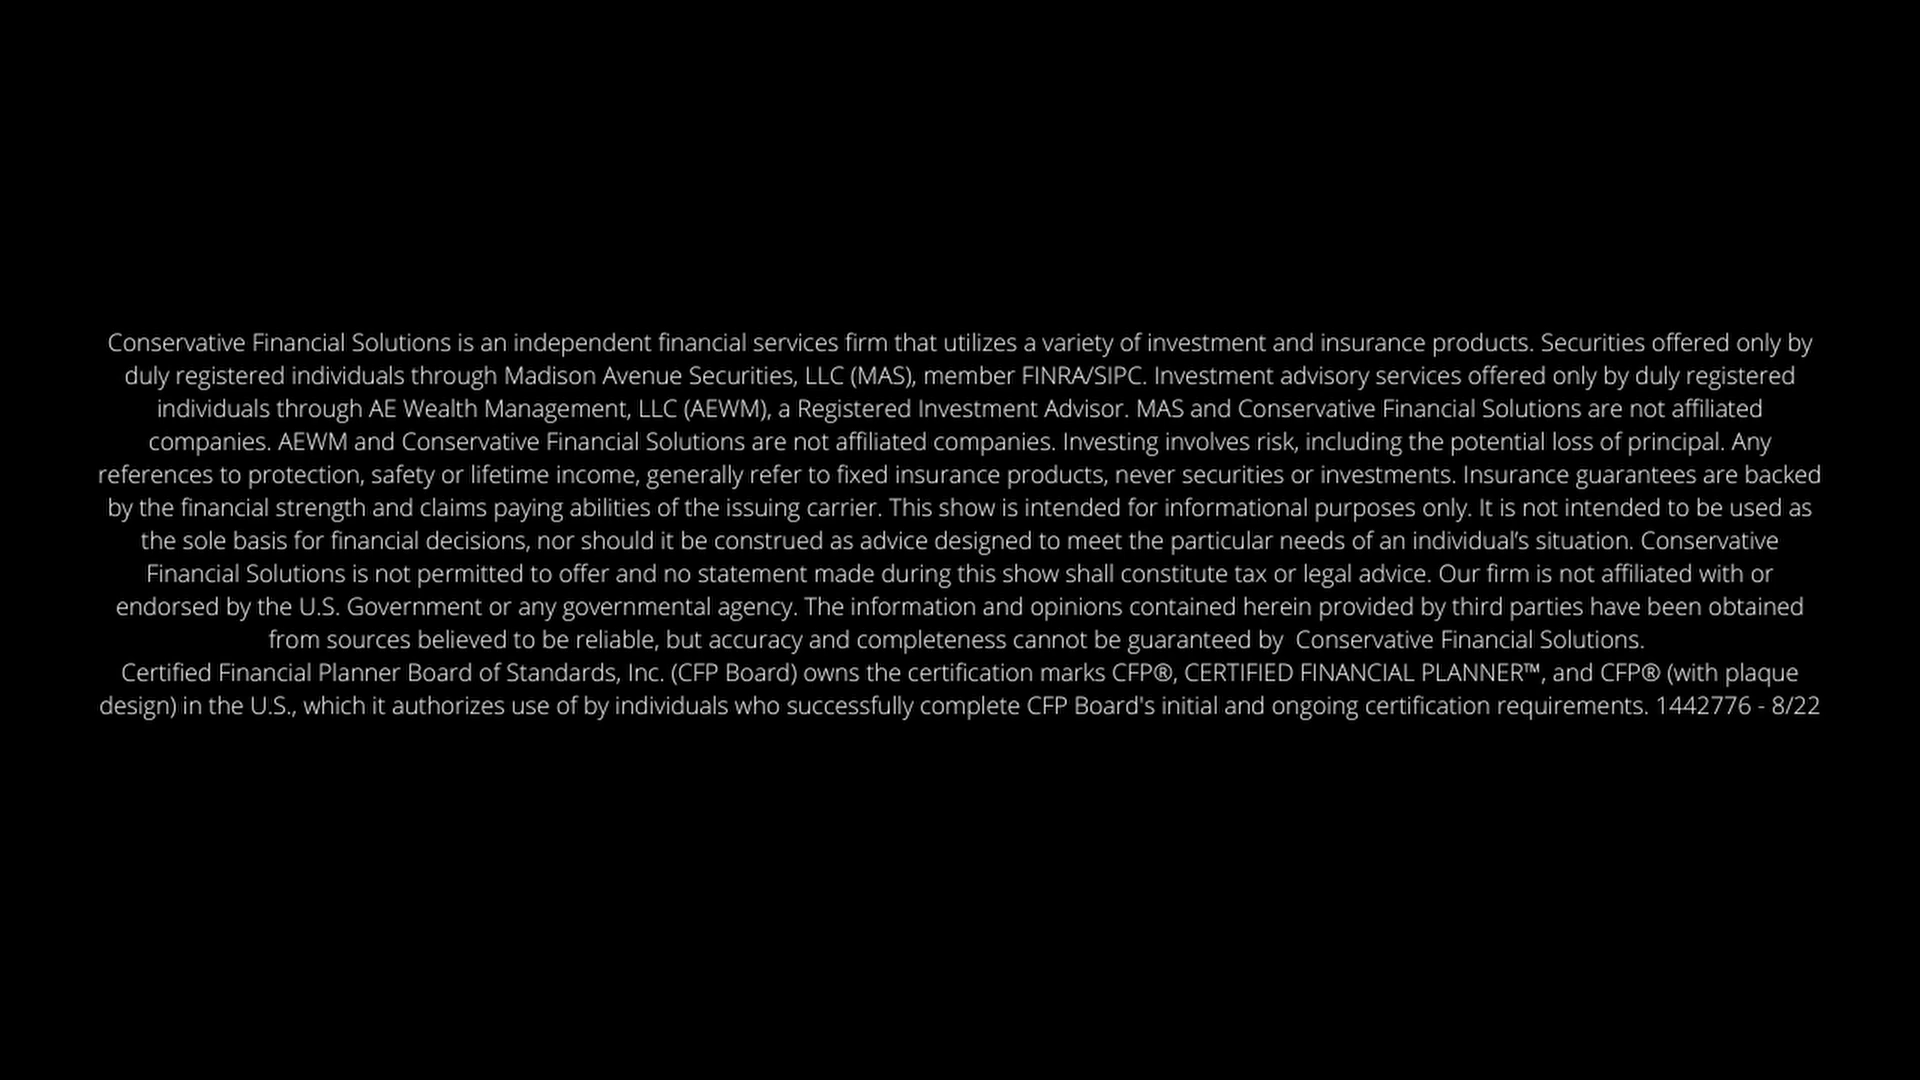 Conservative Financial Solutions is an independent financial services firm that utilizes a variety of investment and insurance products. Securities offered only by
duly registered individuals through Madison Avenue Securities, LLC (MAS), member FINRA/SIPC. Investment advisory services offered only by duly registered
individuals through AE Wealth Management, LLC (AEWM), a Registered Investment Advisor. MAS and Conservative Financial Solutions are not affiliated
companies. AEWM and Conservative Financial Solutions are not affiliated companies. Investing involves risk, including the potential loss of principal. Any
references to protection, safety or lifetime income, generally refer to fixed insurance products, never securities or investments. Insurance guarantees are backed
by the financial strength and claims paying abilities of the issuing carrier. This show is intended for informational purposes only. It is not intended to be used as
the sole basis for financial decisions, nor should it be construed as advice designed to meet the particular needs of an individual’s situation. Conservative
Financial Solutions is not permitted to offer and no statement made during this show shall constitute tax or legal advice. Our firm is not affiliated with or
endorsed by the U.S. Government or any governmental agency. The information and opinions contained herein provided by third parties have been obtained
from sources believed to be reliable, but accuracy and completeness cannot be guaranteed by  Conservative Financial Solutions.
Certified Financial Planner Board of Standards, Inc. (CFP Board) owns the certification marks CFP®, CERTIFIED FINANCIAL PLANNER™, and CFP® (with plaque
design) in the U.S., which it authorizes use of by individuals who successfully complete CFP Board's initial and ongoing certification requirements. 1442776 - 8/22